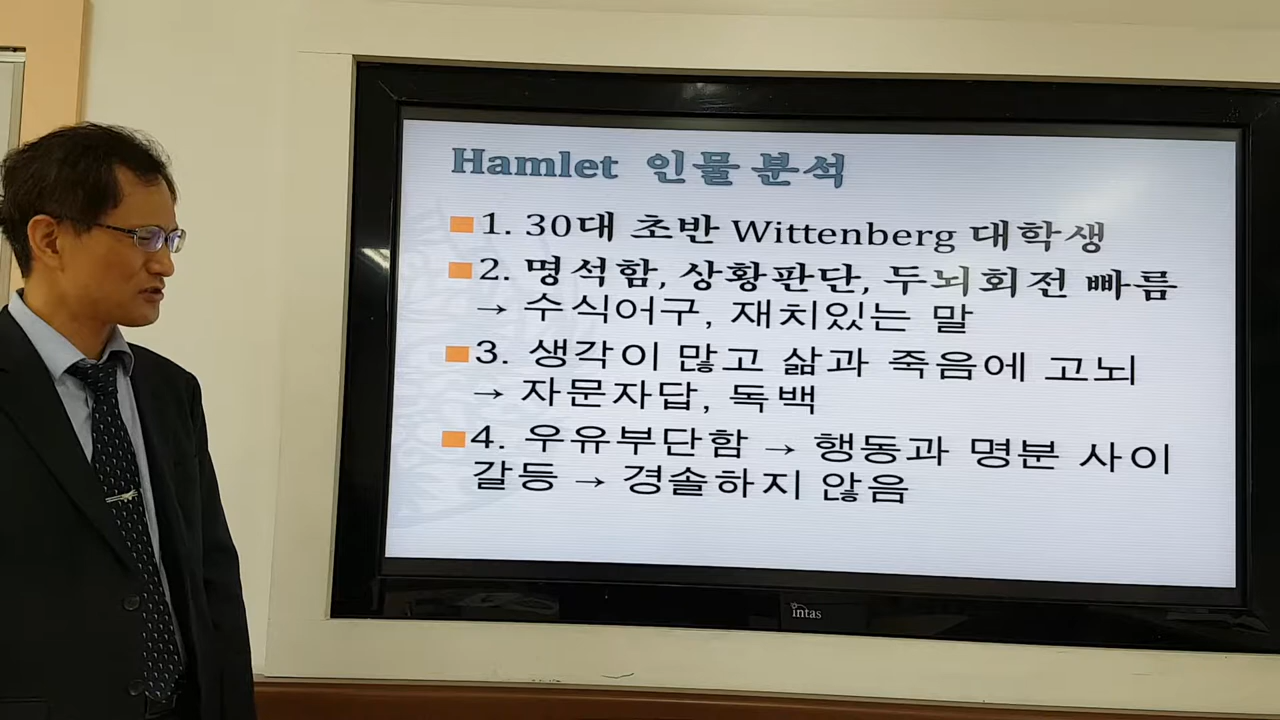 Hamlet 인물 분석
1. 30대 초반 Wittenberg 대학생
2. 명석함, 상황판단, 두뇌회전 빠름
→ 수식어구, 재치있는 말
3. 생각이 많고 삶과 죽음에 고뇌
→ 자문자답, 독백
4. 우유부단함 → 행동과 명분 사이
갈등 → 경솔하지 않음
intas